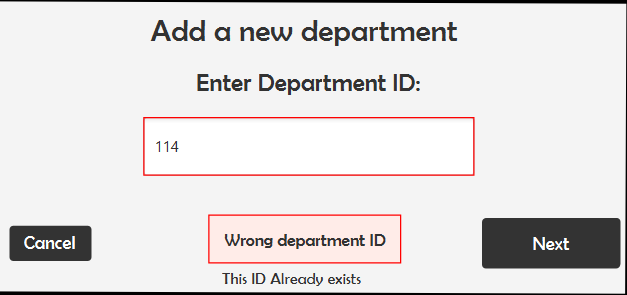 Add a new department
Enter Department ID:
114
Wrong department ID
Cancel
Next
This ID Already exists